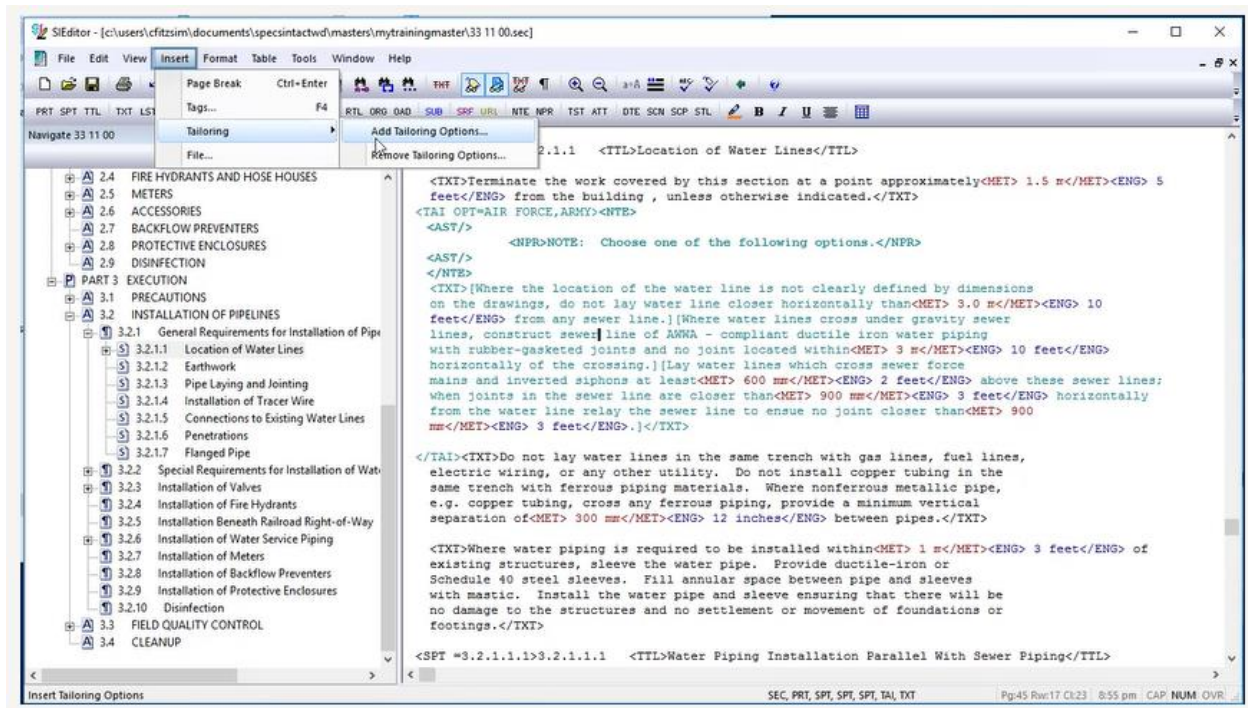 SIEditor - [c:\users\cfitzsim\documents\specsintactwd\masters\mytrainingmaster\33 11 00.sec]
File Edit View Insert Format Table Tools Window Help
Page Break Ctrl+Enter
Tags... F4
Tailoring
File...
Add Tailoring Options...
Remove Tailoring Options...
PRT SPT TTL TXT LST
RTL ORG OAD SUB SRF URL NTE NPR TST ATT DTE SCN SCP STL B I U
Navigate 33 11 00
A 2.4 FIRE HYDRANTS AND HOSE HOUSES
A 2.5 METERS
A 2.6 ACCESSORIES
A 2.7 BACKFLOW PREVENTERS
A 2.8 PROTECTIVE ENCLOSURES
A 2.9 DISINFECTION
P PART 3 EXECUTION
A 3.1 PRECAUTIONS
A 3.2 INSTALLATION OF PIPELINES
¶ 3.2.1 General Requirements for Installation of Pipe
S 3.2.1.1 Location of Water Lines
S 3.2.1.2 Earthwork
S 3.2.1.3 Pipe Laying and Jointing
S 3.2.1.4 Installation of Tracer Wire
S 3.2.1.5 Connections to Existing Water Lines
S 3.2.1.6 Penetrations
S 3.2.1.7 Flanged Pipe
¶ 3.2.2 Special Requirements for Installation of Wat
¶ 3.2.3 Installation of Valves
¶ 3.2.4 Installation of Fire Hydrants
¶ 3.2.5 Installation Beneath Railroad Right-of-Way
¶ 3.2.6 Installation of Water Service Piping
¶ 3.2.7 Installation of Meters
¶ 3.2.8 Installation of Backflow Preventers
¶ 3.2.9 Installation of Protective Enclosures
¶ 3.2.10 Disinfection
A 3.3 FIELD QUALITY CONTROL
A 3.4 CLEANUP
2.1.1 <TTL>Location of Water Lines</TTL>
<TXT>Terminate the work covered by this section at a point approximately<MET> 1.5 m</MET><ENG> 5
feet</ENG> from the building , unless otherwise indicated.</TXT>
<TAI OPT=AIR FORCE,ARMY><NTE>
<AST/>
<NPR>NOTE: Choose one of the following options.</NPR>
<AST/>
</NTE>
<TXT>[Where the location of the water line is not clearly defined by dimensions
on the drawings, do not lay water line closer horizontally than<MET> 3.0 m</MET><ENG> 10
feet</ENG> from any sewer line.][Where water lines cross under gravity sewer
lines, construct sewer line of AWWA - compliant ductile iron water piping
with rubber-gasketed joints and no joint located within<MET> 3 m</MET><ENG> 10 feet</ENG>
horizontally of the crossing.][Lay water lines which cross sewer force
mains and inverted siphons at least<MET> 600 mm</MET><ENG> 2 feet</ENG> above these sewer lines;
when joints in the sewer line are closer than<MET> 900 mm</MET><ENG> 3 feet</ENG> horizontally
from the water line relay the sewer line to ensue no joint closer than<MET> 900
mm</MET><ENG> 3 feet</ENG>.]</TXT>
</TAI><TXT>Do not lay water lines in the same trench with gas lines, fuel lines,
electric wiring, or any other utility. Do not install copper tubing in the
same trench with ferrous piping materials. Where nonferrous metallic pipe,
e.g. copper tubing, cross any ferrous piping, provide a minimum vertical
separation of<MET> 300 mm</MET><ENG> 12 inches</ENG> between pipes.</TXT>
<TXT>Where water piping is required to be installed within<MET> 1 m</MET><ENG> 3 feet</ENG> of
existing structures, sleeve the water pipe. Provide ductile-iron or
Schedule 40 steel sleeves. Fill annular space between pipe and sleeves
with mastic. Install the water pipe and sleeve ensuring that there will be
no damage to the structures and no settlement or movement of foundations or
footings.</TXT>
<SPT =3.2.1.1.1>3.2.1.1.1 <TTL>Water Piping Installation Parallel With Sewer Piping</TTL>
Insert Tailoring Options
SEC, PRT, SPT, SPT, SPT, TAI, TXT
Pg:45 Rw:17 Cl:23 8:55 pm CAP NUM OVR